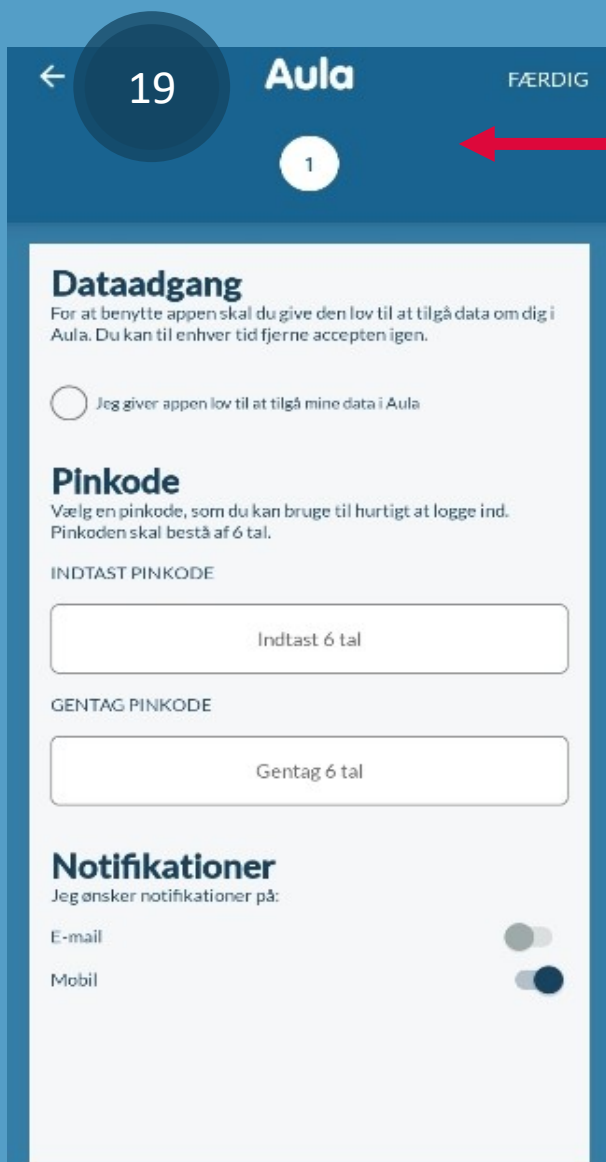 19
Aula
FÆRDIG
1
Dataadgang
For at benytte appen skal du give den lov til at tilgå data om dig i
Aula. Du kan til enhver tid fjerne accepten igen.
Jeg giver appen lov til at tilgå mine data i Aula
Pinkode
Vælg en pinkode, som du kan bruge til hurtigt at logge ind.
Pinkoden skal bestå af 6 tal.
INDTAST PINKODE
Indtast 6 tal
GENTAG PINKODE
Gentag 6 tal
Notifikationer
Jeg ønsker notifikationer på:
E-mail
Mobil